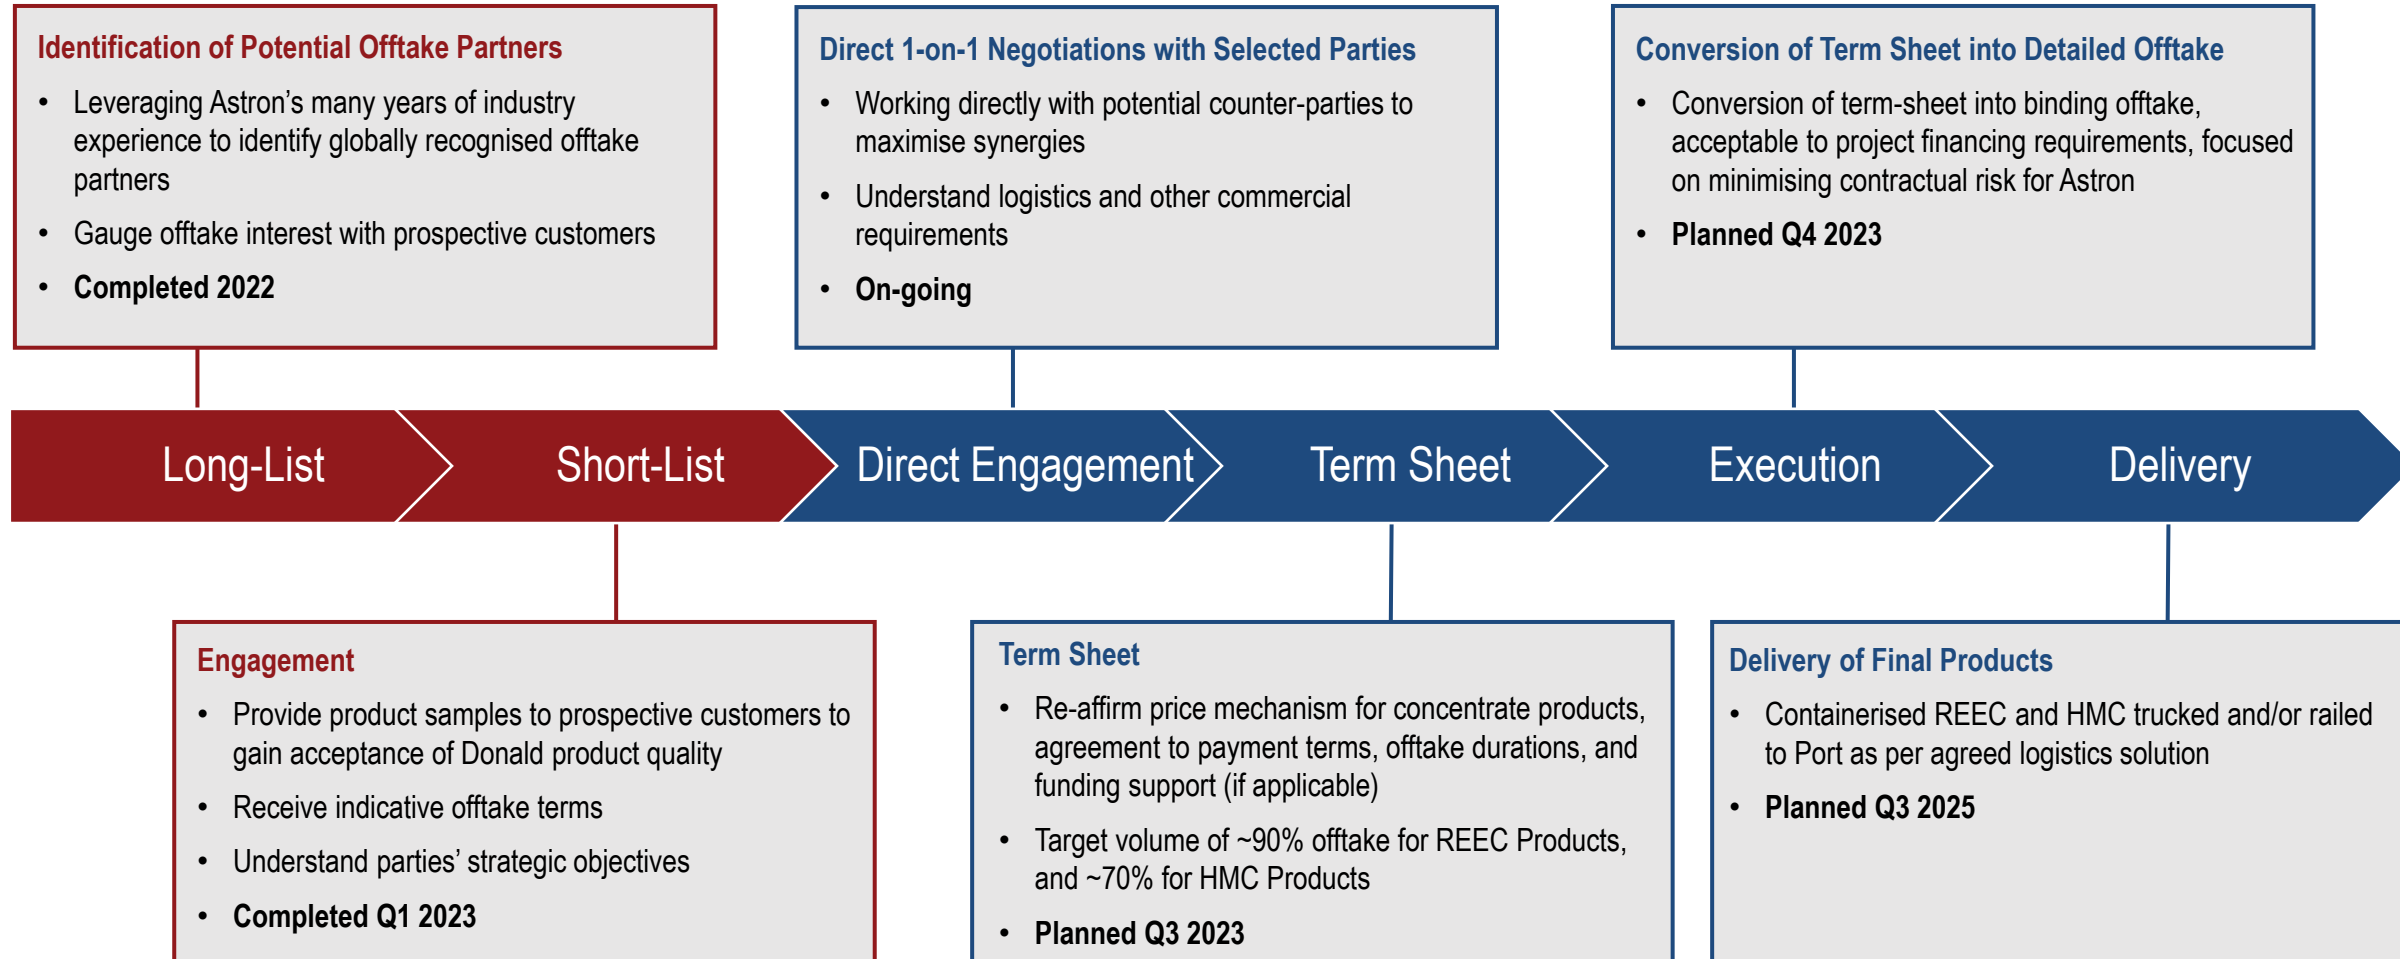 Identification of Potential Offtake Partners
• Leveraging Astron's many years of industry
experience to identify globally recognised offtake
partners
• Gauge offtake interest with prospective customers
• Completed 2022
Direct 1-on-1 Negotiations with Selected Parties
• Working directly with potential counter-parties to
maximise synergies
• Understand logistics and other commercial
requirements
• On-going
Conversion of Term Sheet into Detailed Offtake
• Conversion of term-sheet into binding offtake,
acceptable to project financing requirements, focused
on minimising contractual risk for Astron
• Planned Q4 2023
Long-List
Short-List
Direct Engagement
Term Sheet
Execution
Delivery
Engagement
• Provide product samples to prospective customers to
gain acceptance of Donald product quality
• Receive indicative offtake terms
• Understand parties' strategic objectives
• Completed Q1 2023
Term Sheet
• Re-affirm price mechanism for concentrate products,
agreement to payment terms, offtake durations, and
funding support (if applicable)
• Target volume of ~90% offtake for REEC Products,
and ~70% for HMC Products
• Planned Q3 2023
Delivery of Final Products
• Containerised REEC and HMC trucked and/or railed
to Port as per agreed logistics solution
• Planned Q3 2025